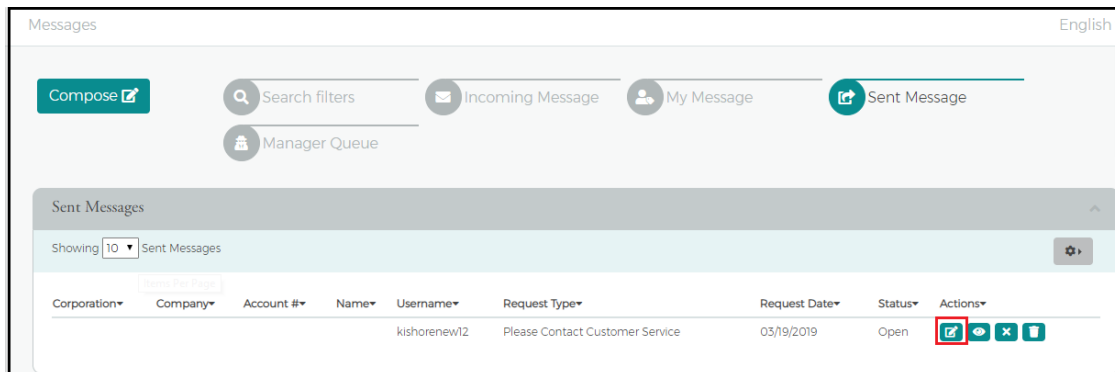 Messages English
Compose Search filters Incoming Message My Message Sent Message
Manager Queue
Sent Messages
Showing 10 Sent Messages
Items Per Page
Corporation Company Account # Name Username Request Type Request Date Status Actions
kishorenew12 Please Contact Customer Service 03/19/2019 Open